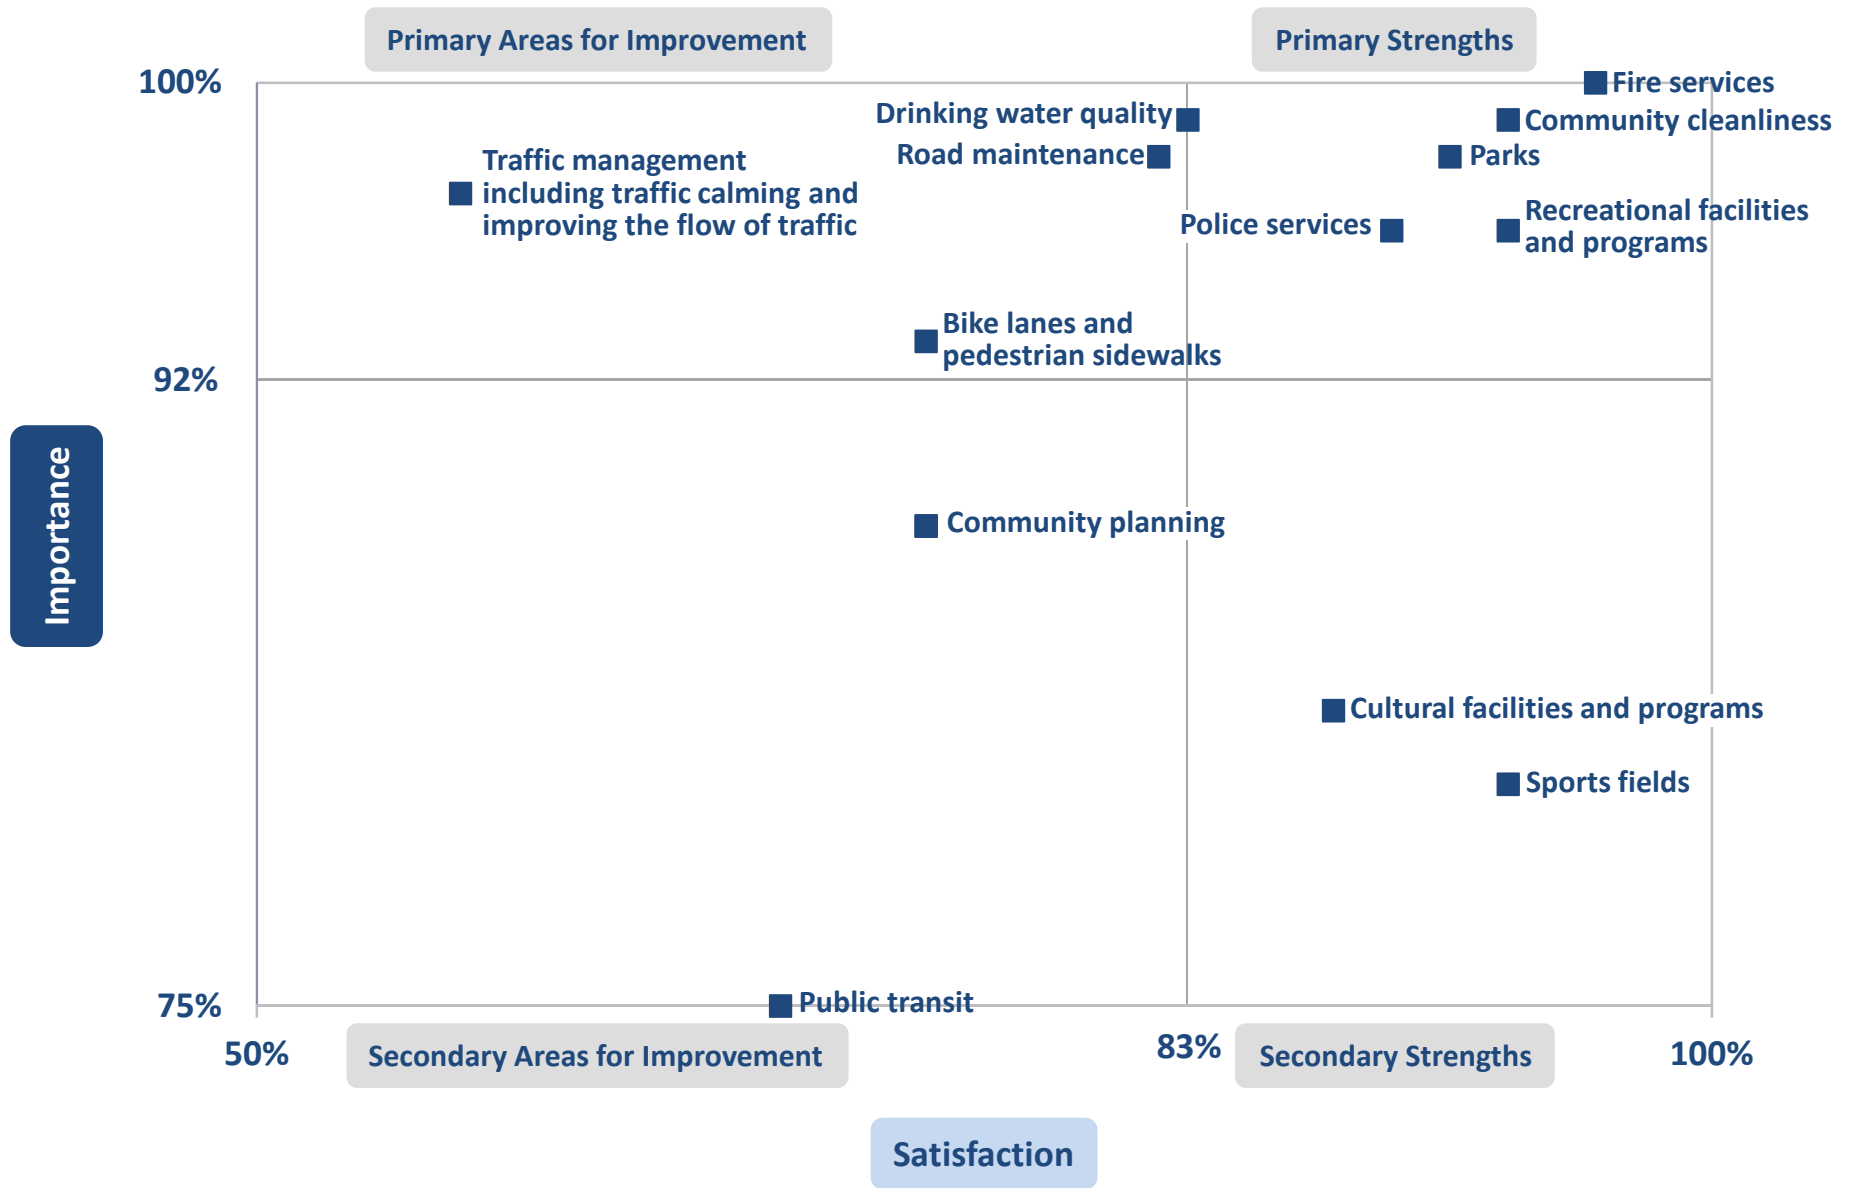 Primary Areas for Improvement
Primary Strengths
100%
Fire services
Drinking water quality
Community cleanliness
Road maintenance
Parks
Traffic management
including traffic calming and
improving the flow of traffic
Police services
Recreational facilities
and programs
Bike lanes and
pedestrian sidewalks
92%
Importance
Community planning
Cultural facilities and programs
Sports fields
75%
Public transit
50%
Secondary Areas for Improvement
83%
Secondary Strengths
100%
Satisfaction